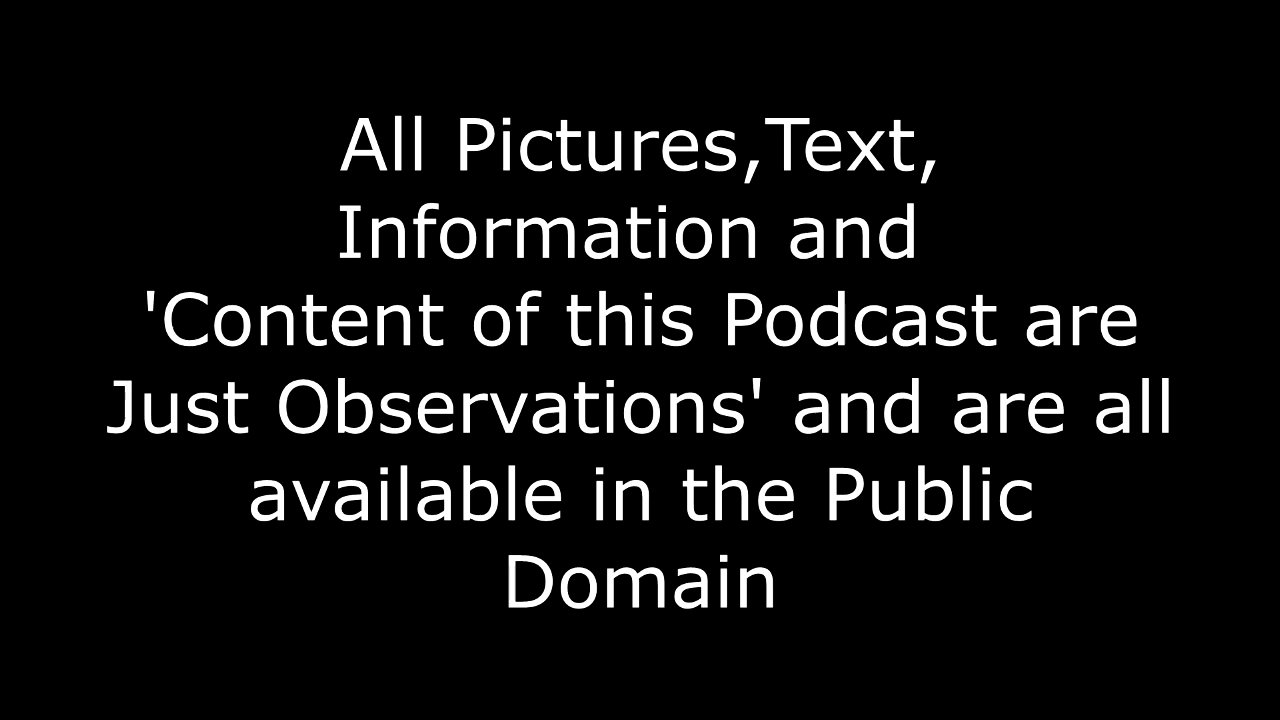 All Pictures,Text,
Information and
'Content of this Podcast are
Just Observations' and are all
available in the Public
Domain